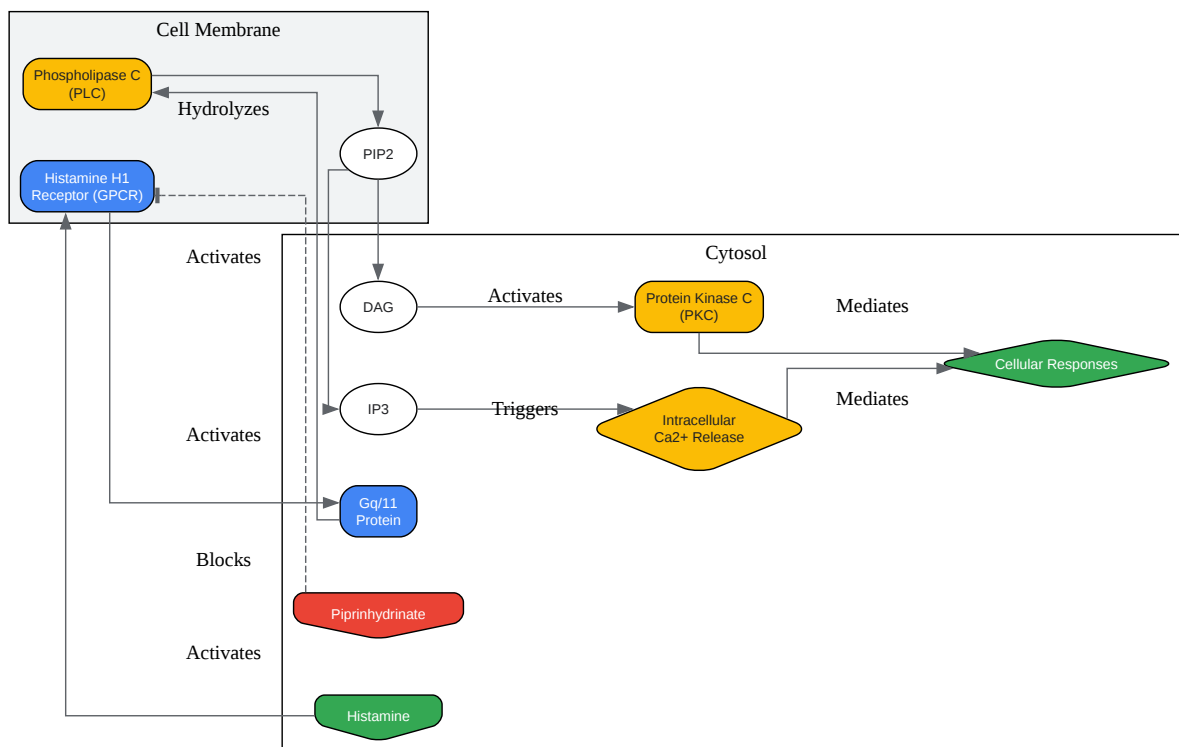 Cell Membrane
Phospholipase C
(PLC)
Hydrolyzes
PIP2
Histamine H1
Receptor (GPCR)
Activates
Cytosol
DAG
Activates
Protein Kinase C
(PKC)
Mediates
Cellular Responses
IP3
Triggers
Intracellular
Ca2+ Release
Mediates
Activates
Gq/11
Protein
Blocks
Piprinhydrinate
Activates
Histamine